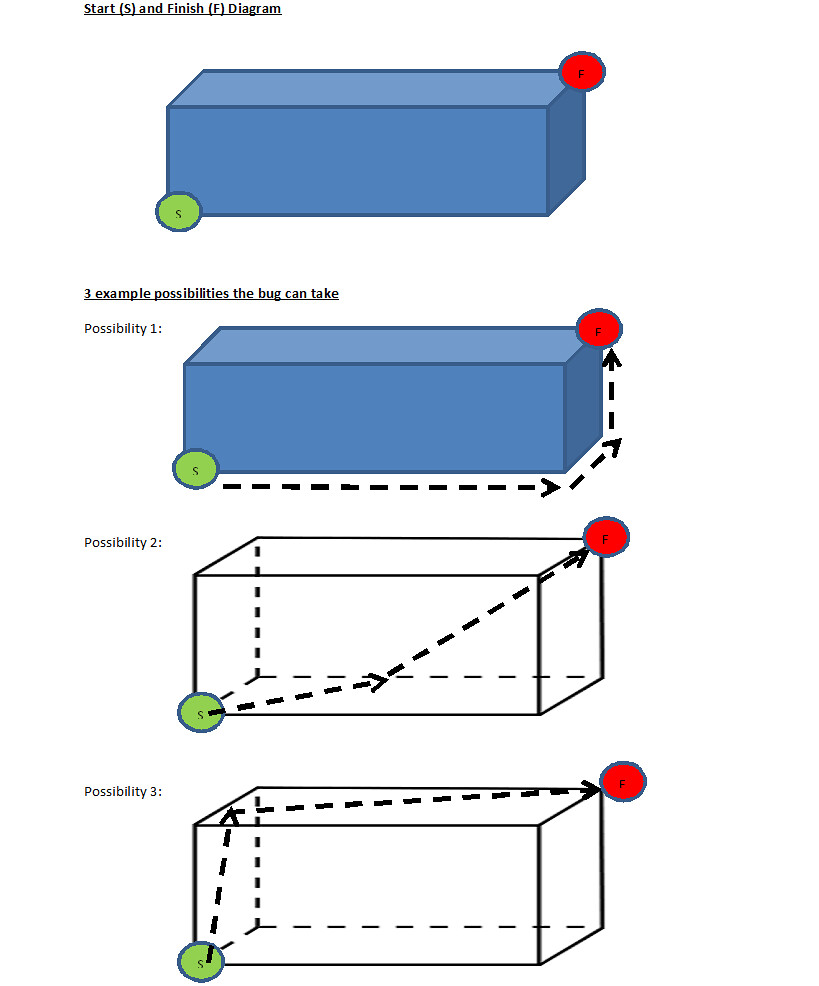 Start (S) and Finish (F) Diagram
F
S
3 example possibilities the bug can take
Possibility 1:
F
S
Possibility 2:
F
S
Possibility 3:
F
S